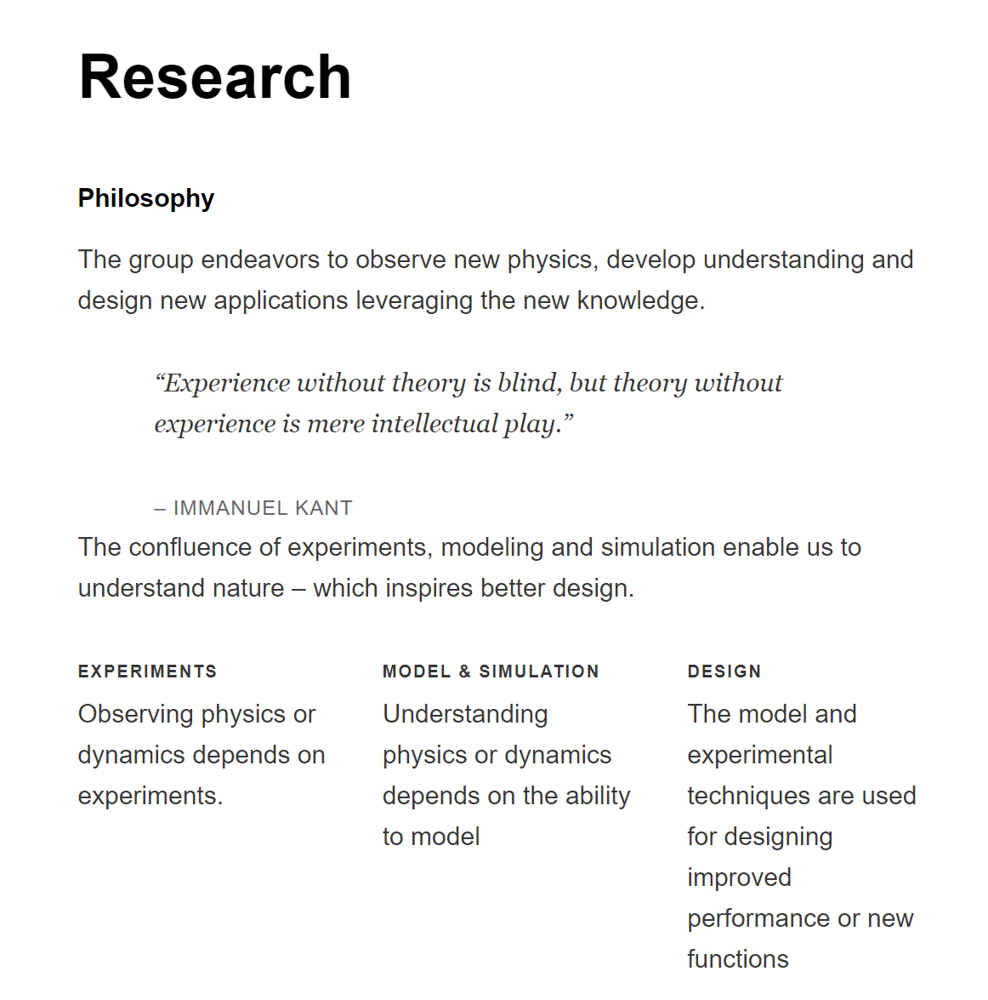 Research
Philosophy
The group endeavors to observe new physics, develop understanding and
design new applications leveraging the new knowledge.
“Experience without theory is blind, but theory without
experience is mere intellectual play.”
– IMMANUEL KANT
The confluence of experiments, modeling and simulation enable us to
understand nature – which inspires better design.
EXPERIMENTS
Observing physics or
dynamics depends on
experiments.
MODEL & SIMULATION
Understanding
physics or dynamics
depends on the ability
to model
DESIGN
The model and
experimental
techniques are used
for designing
improved
performance or new
functions